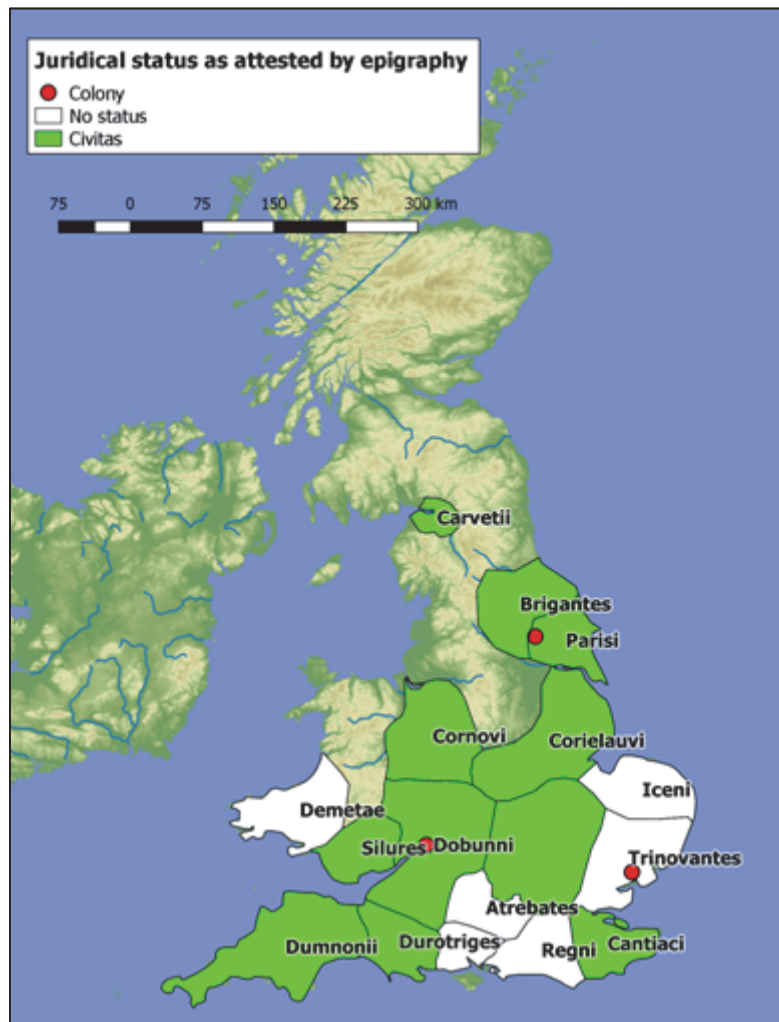 Juridical status as attested by epigraphy
Colony
No status
Civitas
75 0 75 150 225 300 km
Carvetii
Brigantes
Parisi
Cornovi
Corielauvi
Iceni
Demetae
Silures Dobunni
Trinovantes
Atrebates
Dumnonii Durotriges Regni Cantiaci